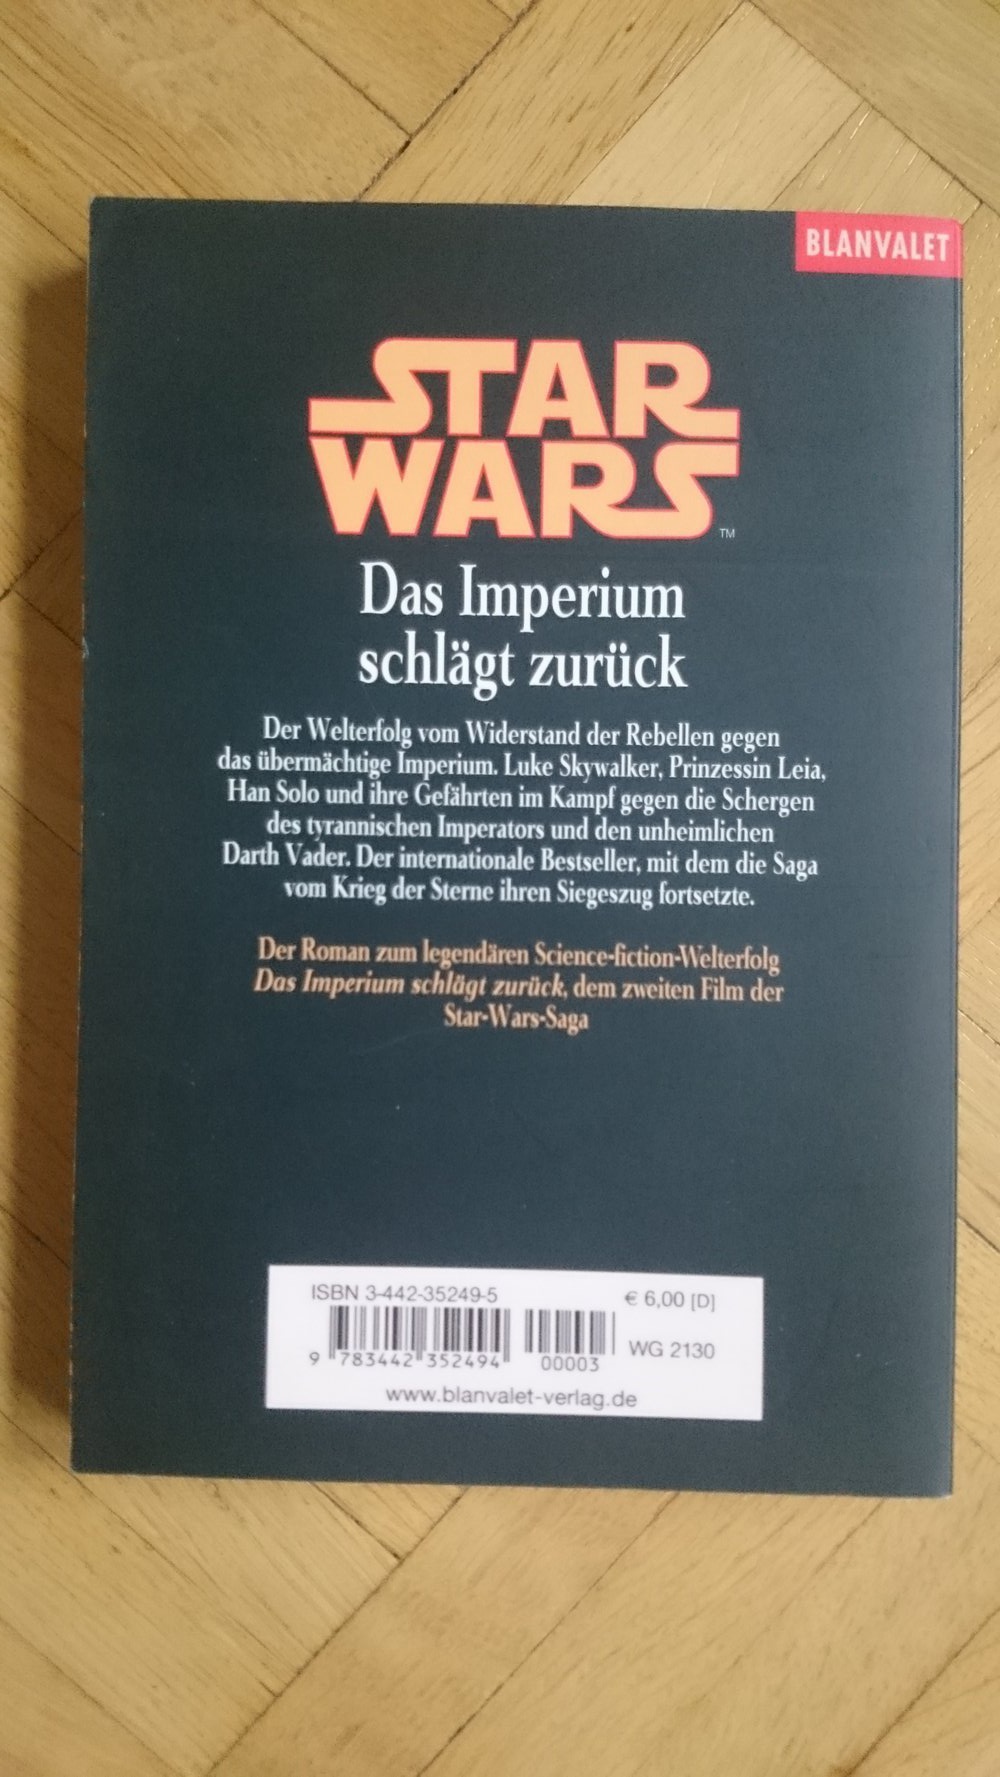 BLANVALET
STAR
WARS
TM
Das Imperium
schlägt zurück
Der Welterfolg vom Widerstand der Rebellen gegen
das übermächtige Imperium. Luke Skywalker, Prinzessin Leia,
Han Solo und ihre Gefährten im Kampf gegen die Schergen
des tyrannischen Imperators und den unheimlichen
Darth Vader. Der internationale Bestseller, mit dem die Saga
vom Krieg der Sterne ihren Siegeszug fortsetzte.
Der Roman zum legendären Science-fiction-Welterfolg
Das Imperium schlägt zurück, dem zweiten Film der
Star-Wars-Saga
ISBN 3-442-35249-5
€ 6,00 [D]
WG 2130
9 783442 352494 00003
www.blanvalet-verlag.de